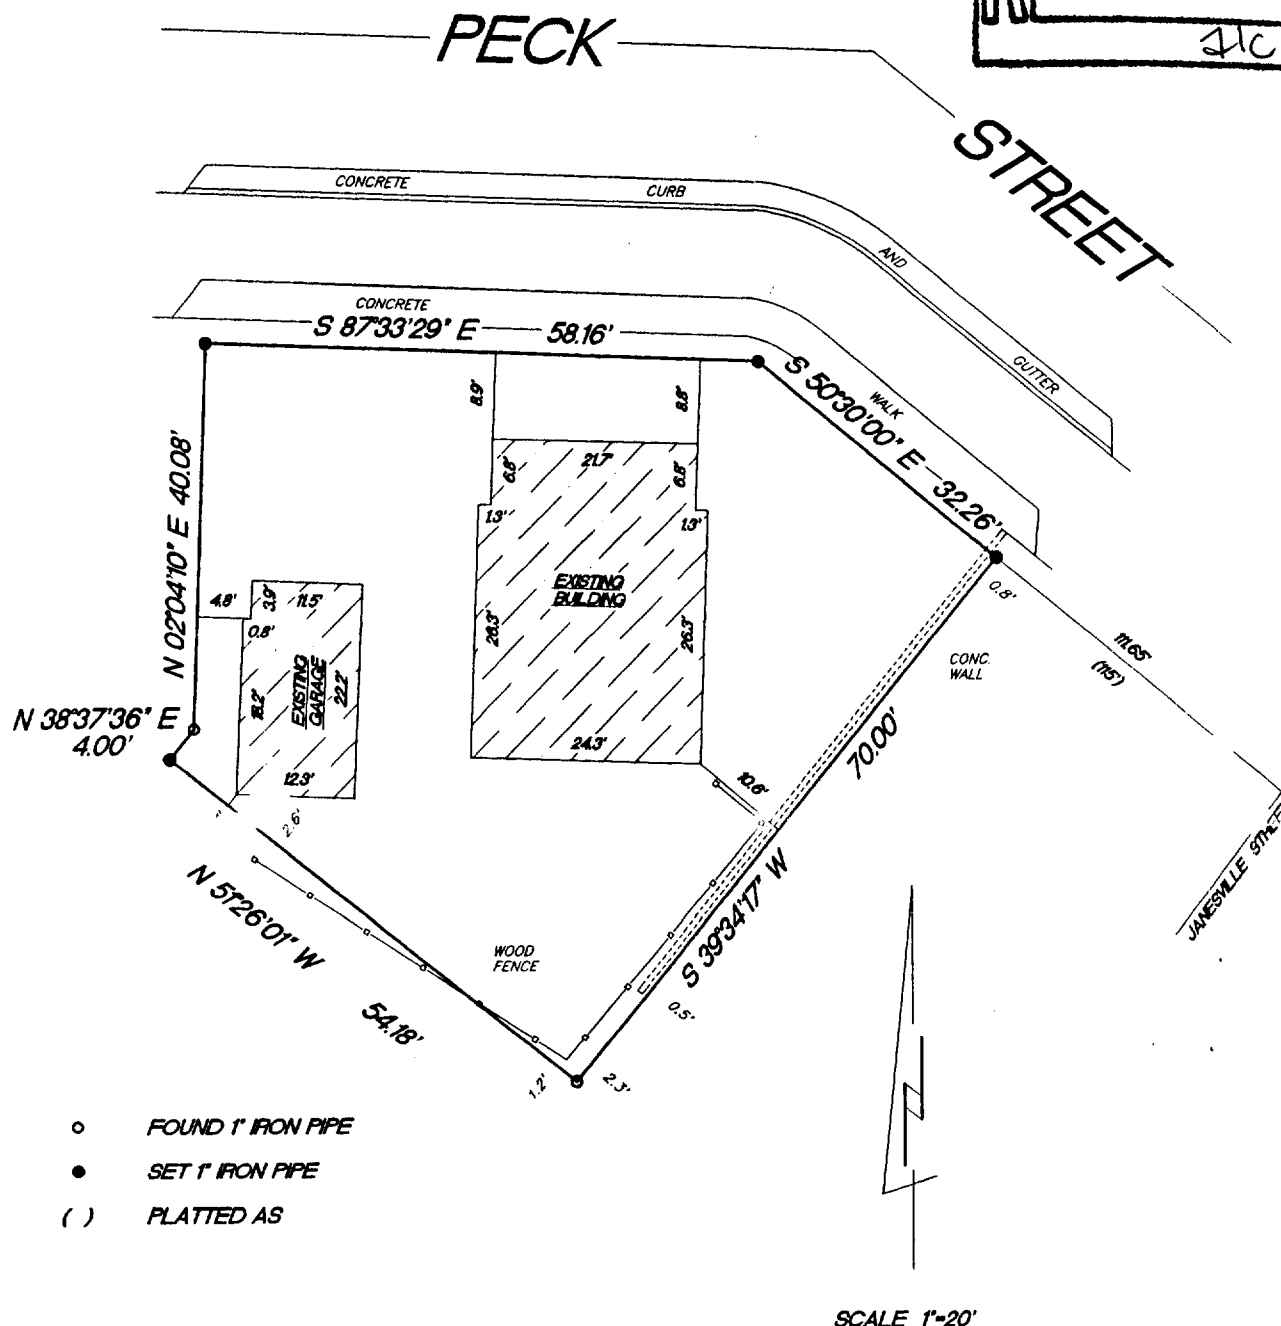 PECK
STREET
CONCRETE CURB AND GUTTER
CONCRETE WALK
S 87°33'29" E 58.16'
S 50°30'00" E 32.26'
8.9'
8.8'
6.8'
21.7'
6.8'
1.3'
1.3'
N 02°04'10" E 40.08'
EXISTING
BUILDING
26.3'
26.3'
24.3'
4.8'
3.9'
11.5'
0.8'
EXISTING
GARAGE
18.2'
22.2'
12.3'
0.8'
CONC.
WALL
111.65'
(115')
N 38°37'36" E
4.00'
10.6'
70.00'
S 39°34'17" W
2.6'
JANESVILLE
N 51°26'01" W
54.18'
WOOD
FENCE
0.5'
1.2'
2.3'
FOUND 1" IRON PIPE
SET 1" IRON PIPE
( ) PLATTED AS
SCALE 1"=20'